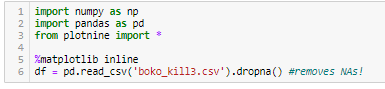 1 import numpy as np
2 import pandas as pd
3 from plotnine import *
4
5 %matplotlib inline
6 df = pd.read_csv('boko_kill3.csv').dropna() #removes NAs!